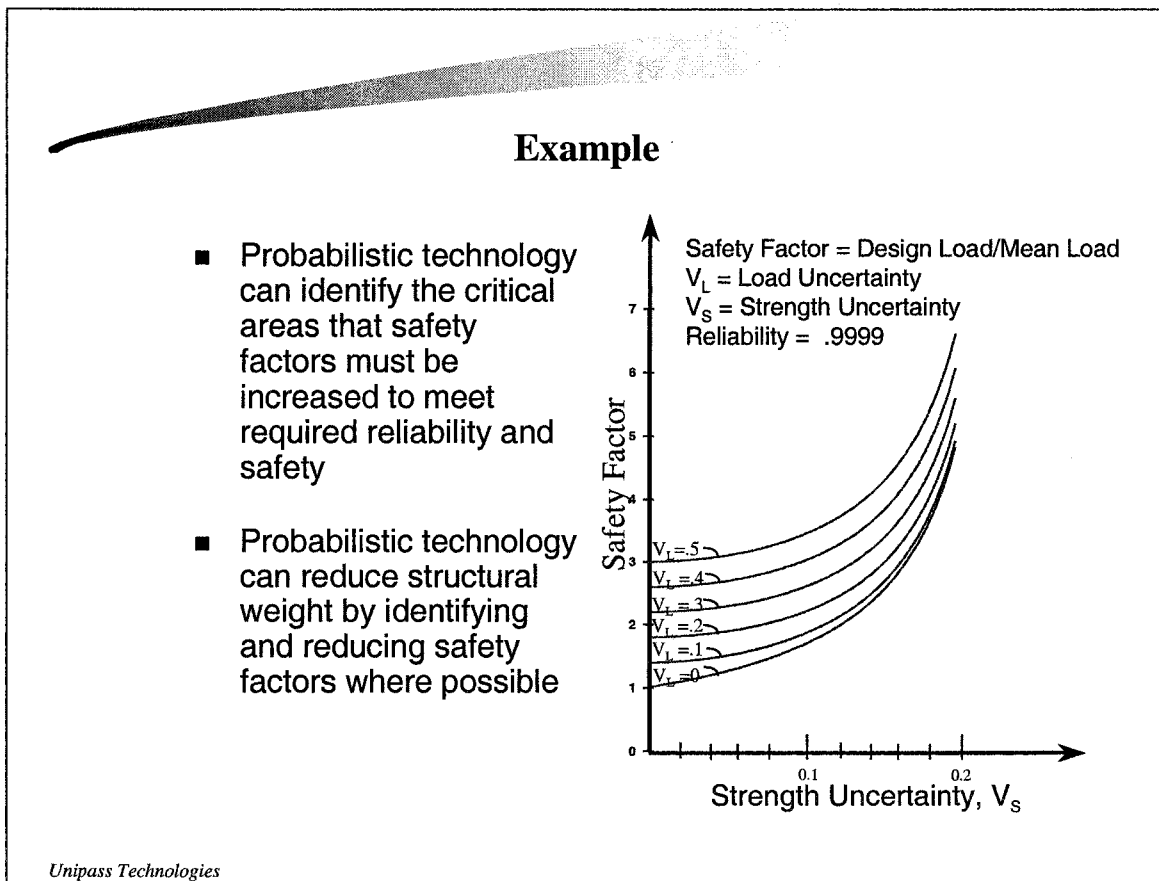 Example
■ Probabilistic technology
can identify the critical
areas that safety
factors must be
increased to meet
required reliability and
safety
■ Probabilistic technology
can reduce structural
weight by identifying
and reducing safety
factors where possible
Safety Factor = Design Load/Mean Load
V_L = Load Uncertainty
V_S = Strength Uncertainty
Reliability = .9999
Safety Factor
7
6
5
4
3
2
1
0
V_L=.5
V_L=.4
V_L=.3
V_L=.2
V_L=.1
V_L=0
0.1
0.2
Strength Uncertainty, V_S
Unipass Technologies